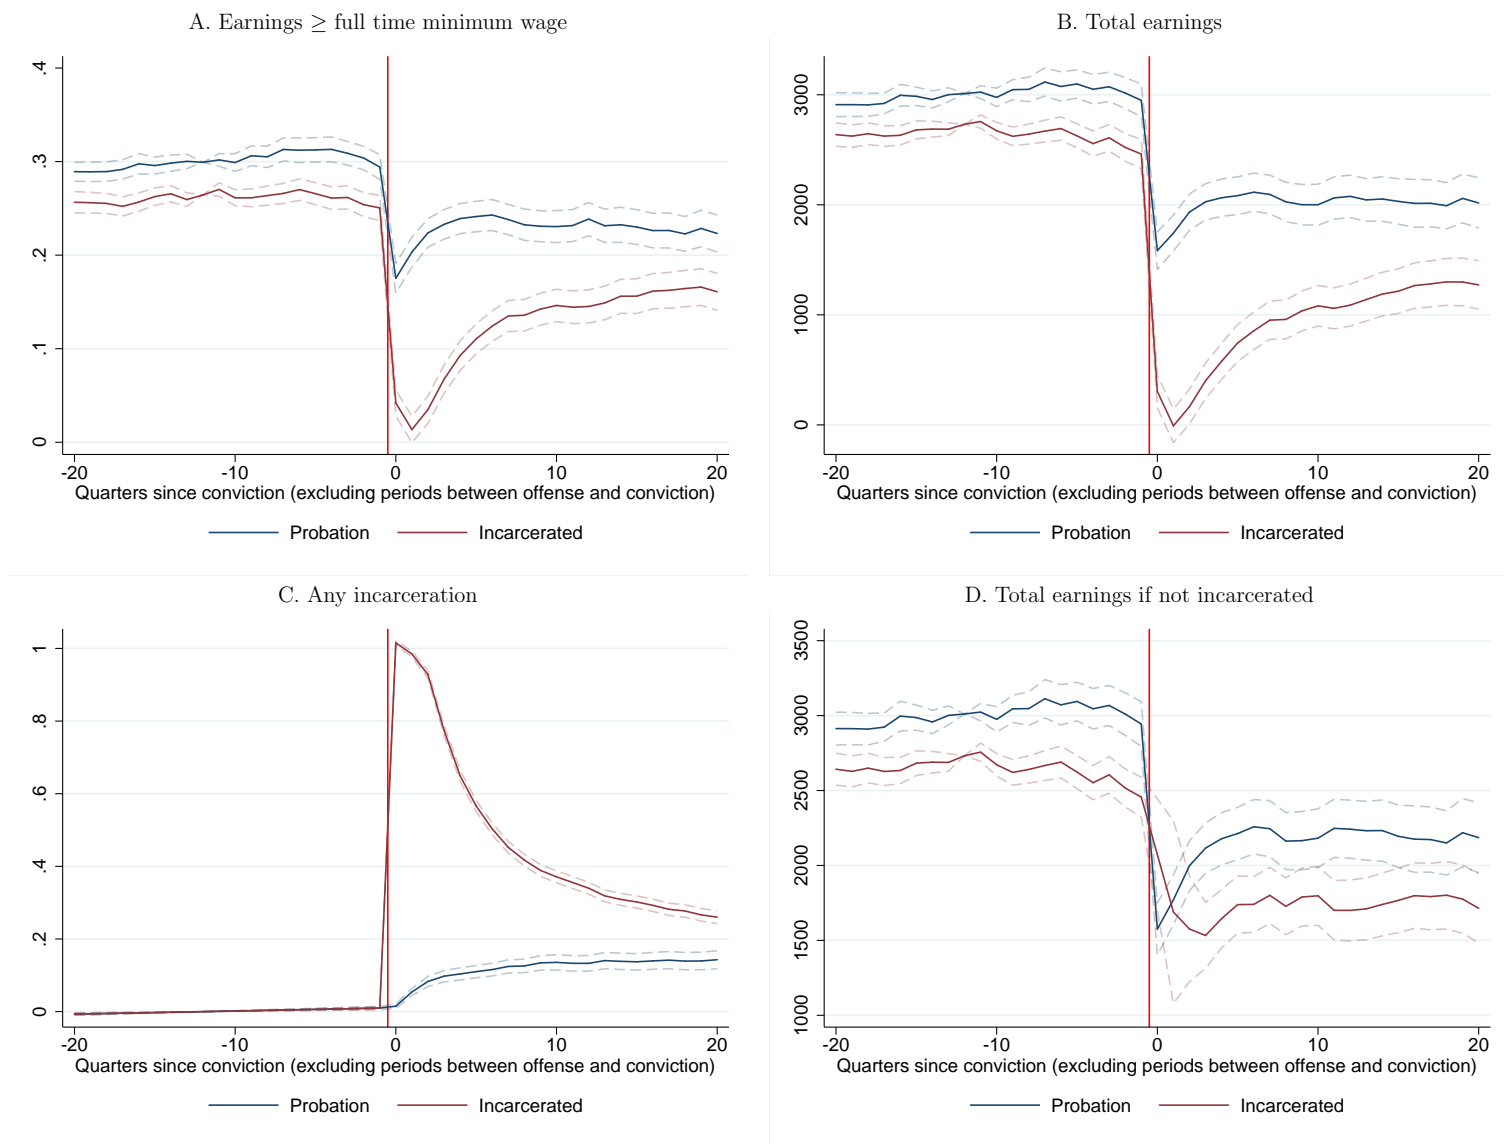 A. Earnings ≥ full time minimum wage
.4
.3
.2
.1
0
-20 -10 0 10 20
Quarters since conviction (excluding periods between offense and conviction)
Probation Incarcerated
B. Total earnings
3000
2000
1000
0
-20 -10 0 10 20
Quarters since conviction (excluding periods between offense and conviction)
Probation Incarcerated
C. Any incarceration
1
.8
.6
.4
.2
0
-20 -10 0 10 20
Quarters since conviction (excluding periods between offense and conviction)
Probation Incarcerated
D. Total earnings if not incarcerated
3500
3000
2500
2000
1500
1000
-20 -10 0 10 20
Quarters since conviction (excluding periods between offense and conviction)
Probation Incarcerated